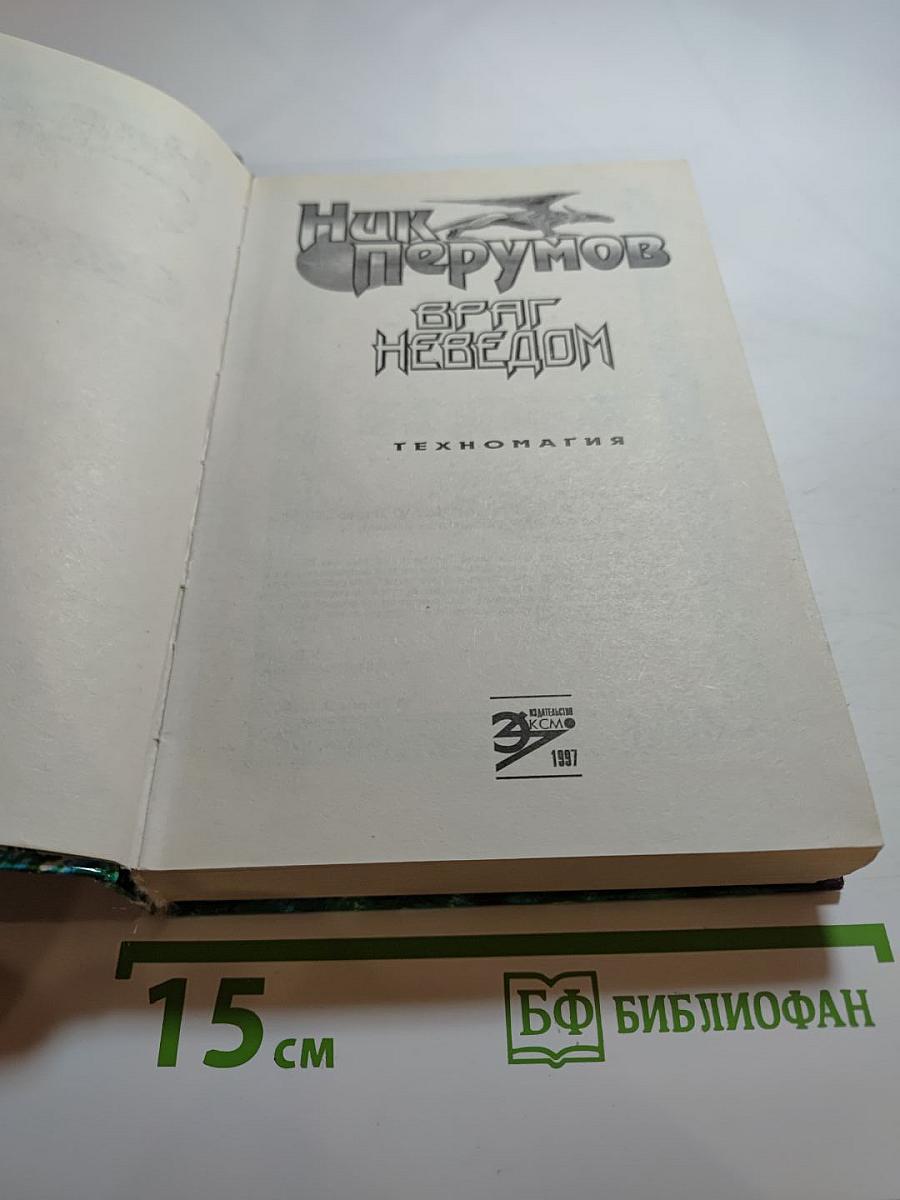 Ник
Перумов
ВРАГ
НЕВЕДОМ
ТЕХНОМАГИЯ
ИЗДАТЕЛЬСТВО
ЭКСМО
1997
15 см
БФ БИБЛИОФАН